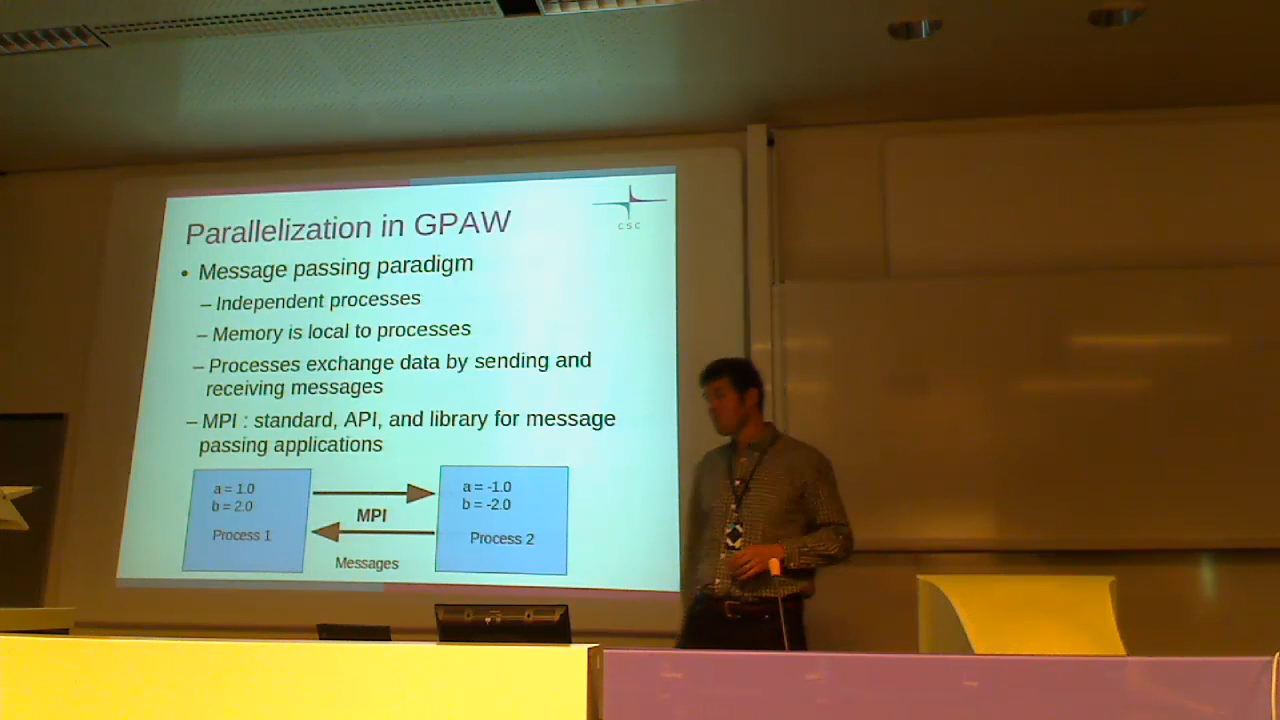 Parallelization in GPAW
CSC
• Message passing paradigm
– Independent processes
– Memory is local to processes
– Processes exchange data by sending and
receiving messages
– MPI : standard, API, and library for message
passing applications
a = 1.0
b = 2.0
Process 1
MPI
Messages
a = -1.0
b = -2.0
Process 2